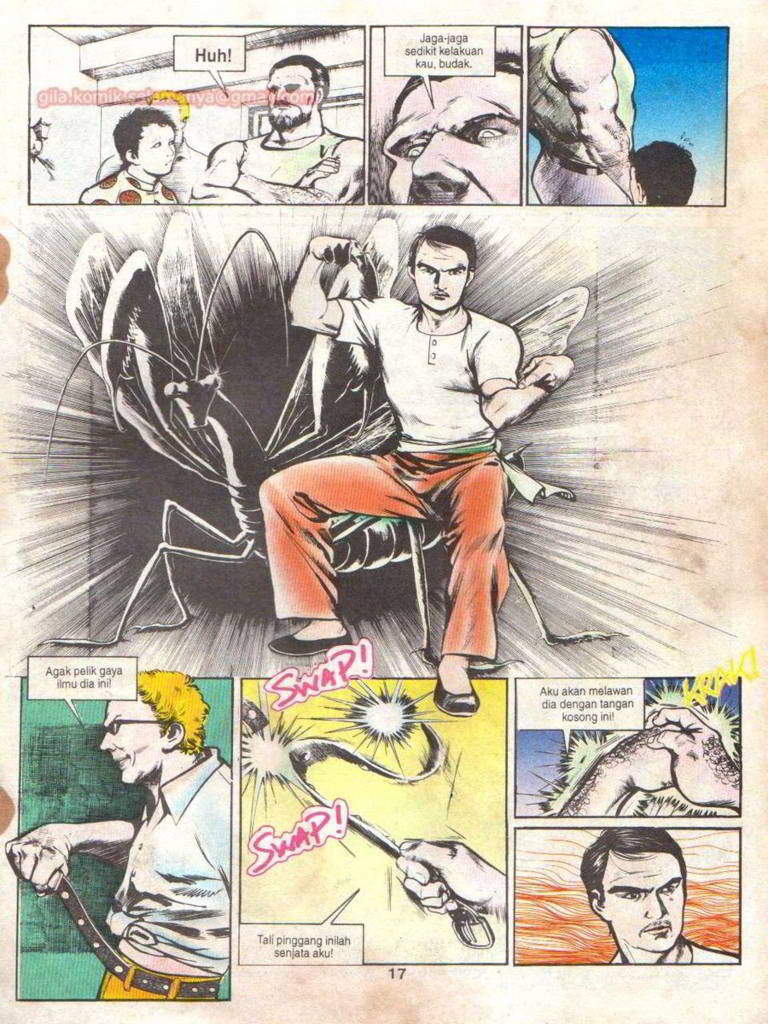 Huh!
gila.komik.salamanya@gmail.com
Jaga-jaga
sedikit kelakuan
kau, budak.
Agak pelik gaya
ilmu dia ini!
SWAP!
SWAP!
Tali pinggang inilah
senjata aku!
Aku akan melawan
dia dengan tangan
kosong ini!
KRAK!
17